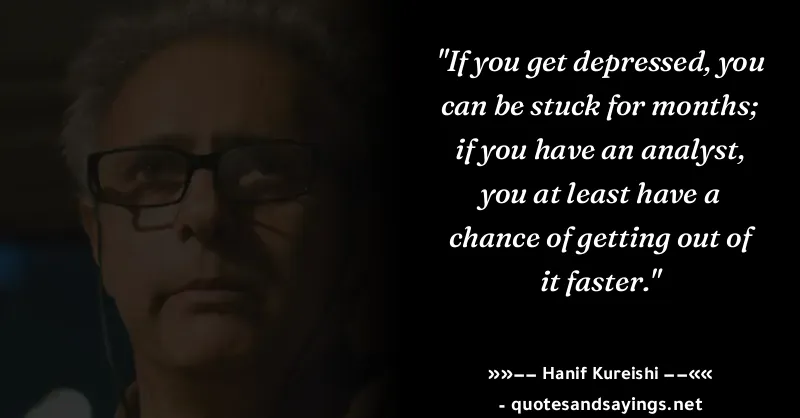 "If you get depressed, you
can be stuck for months;
if you have an analyst,
you at least have a
chance of getting out of
it faster."
»»–– Hanif Kureishi ––««
- quotesandsayings.net